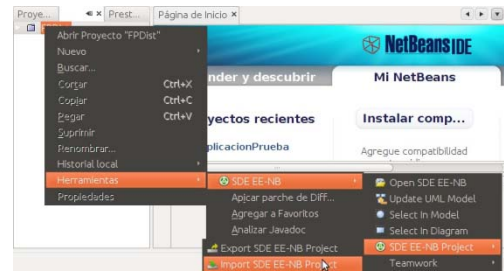 Proye... Prest... Página de Inicio
Abrir Proyecto "FPDist"
Nuevo
Buscar...
Cortar Ctrl+X
Copiar Ctrl+C
Pegar Ctrl+V
Suprimir
Renombrar...
Historial local
Herramientas
Propiedades
NetBeans IDE
nder y descubrir Mi NetBeans
yectos recientes Instalar comp...
plicacionPrueba Agregue compatibilidad
SDE EE-NB
Apicar parche de Diff...
Agregar a Favoritos
Analizar Javadoc
Export SDE EE-NB Project
Import SDE EE-NB Project
Open SDE EE-NB
Update UML Model
Select In Model
Select In Diagram
SDE EE-NB Project
Teamwork